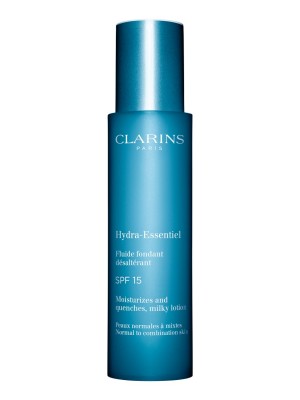 CLARINS
PARIS
Hydra-Essentiel
Fluide fondant
désaltérant
SPF 15
Moisturizes and
quenches, milky lotion
Peaux normales à mixtes
Normal to combination skin